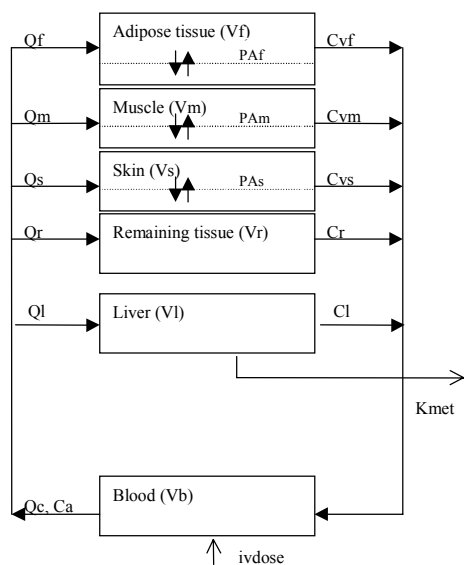 Qf Adipose tissue (Vf) Cvf
PAf
Qm Muscle (Vm) Cvm
PAm
Qs Skin (Vs) Cvs
PAs
Qr Remaining tissue (Vr) Cr
Ql Liver (Vl) Cl
Kmet
Qc, Ca Blood (Vb)
ivdose